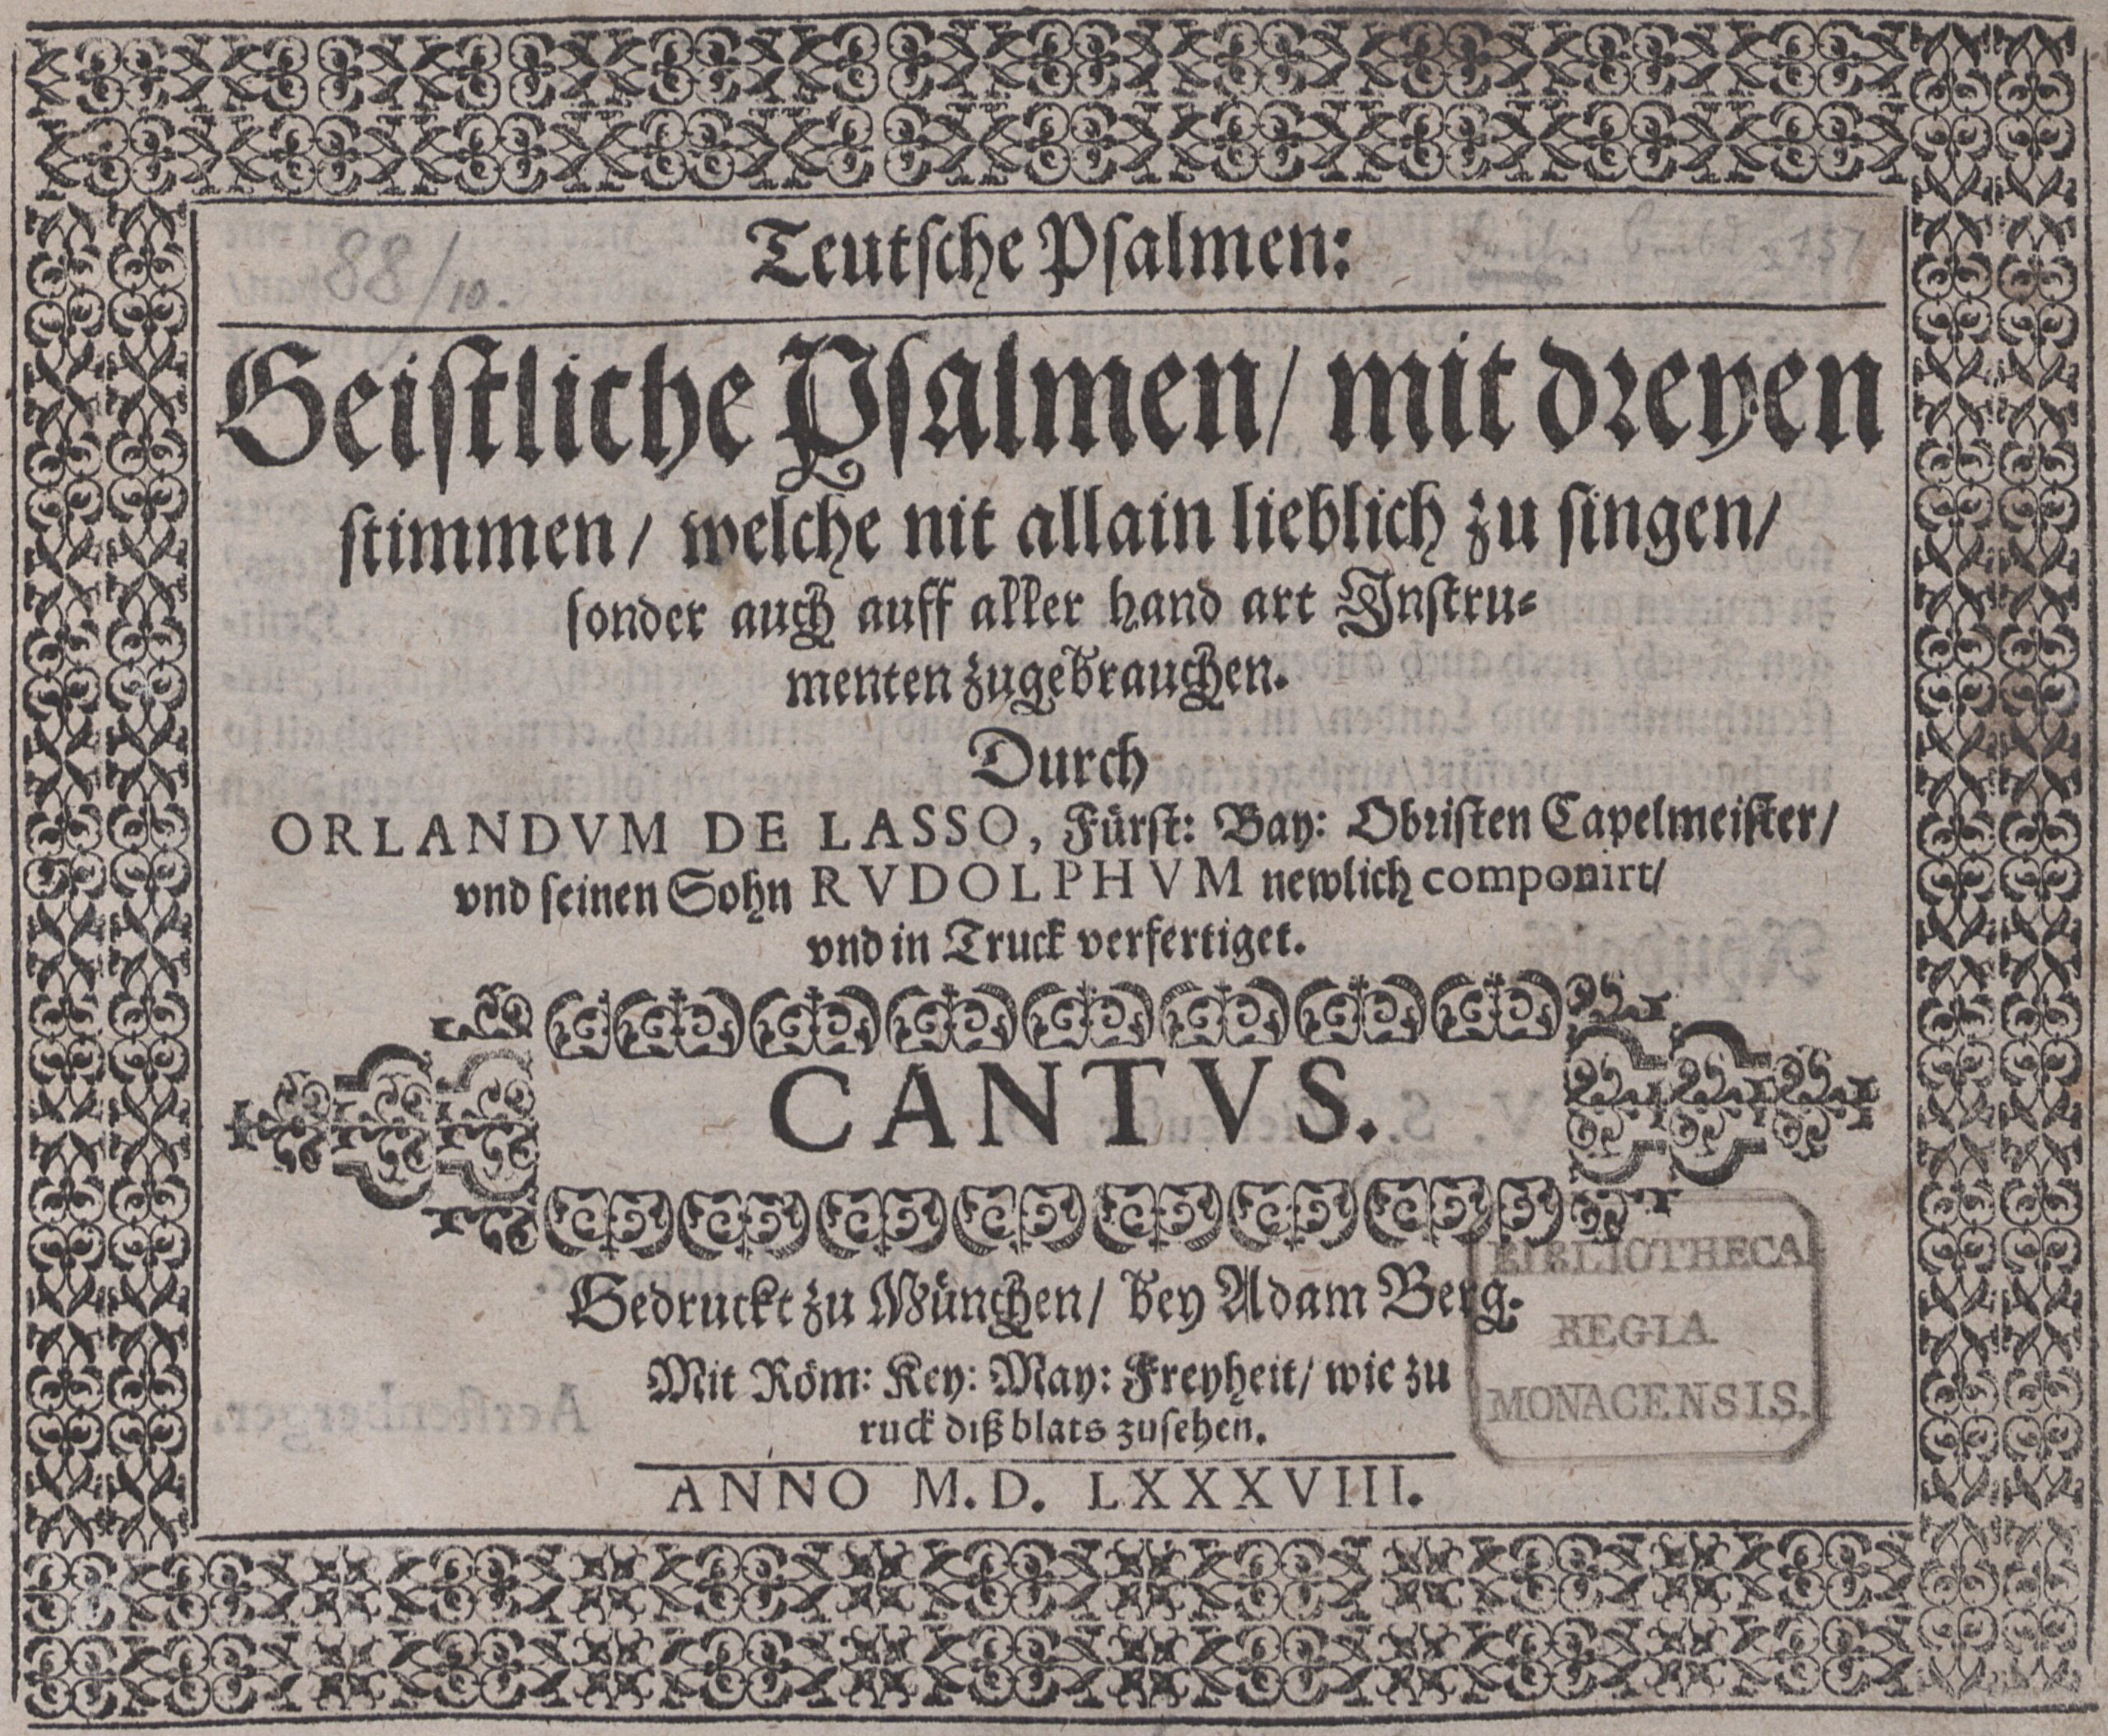 Teutsche Psalmen:
88/10.
Geistliche Psalmen/ mit dreyen
stimmen/ welche nit allain lieblich zu singen/
sonder auch auff aller hand art Instru-
menten zugebrauchen.
Durch
ORLANDVM DE LASSO, Fürst: Bay: Obristen Capelmeister/
vnd seinen Sohn RVDOLPHVM newlich componirt/
vnd in Truck verfertiget.
CANTVS.
Gedruckt zu München/ bey Adam Berg.
Mit Röm: Key: May: Freyheit/ wie zu
ruck diß blats zusehen.
ANNO M.D. LXXXVIII.
BIBLIOTHECA
REGIA
MONACENSIS.